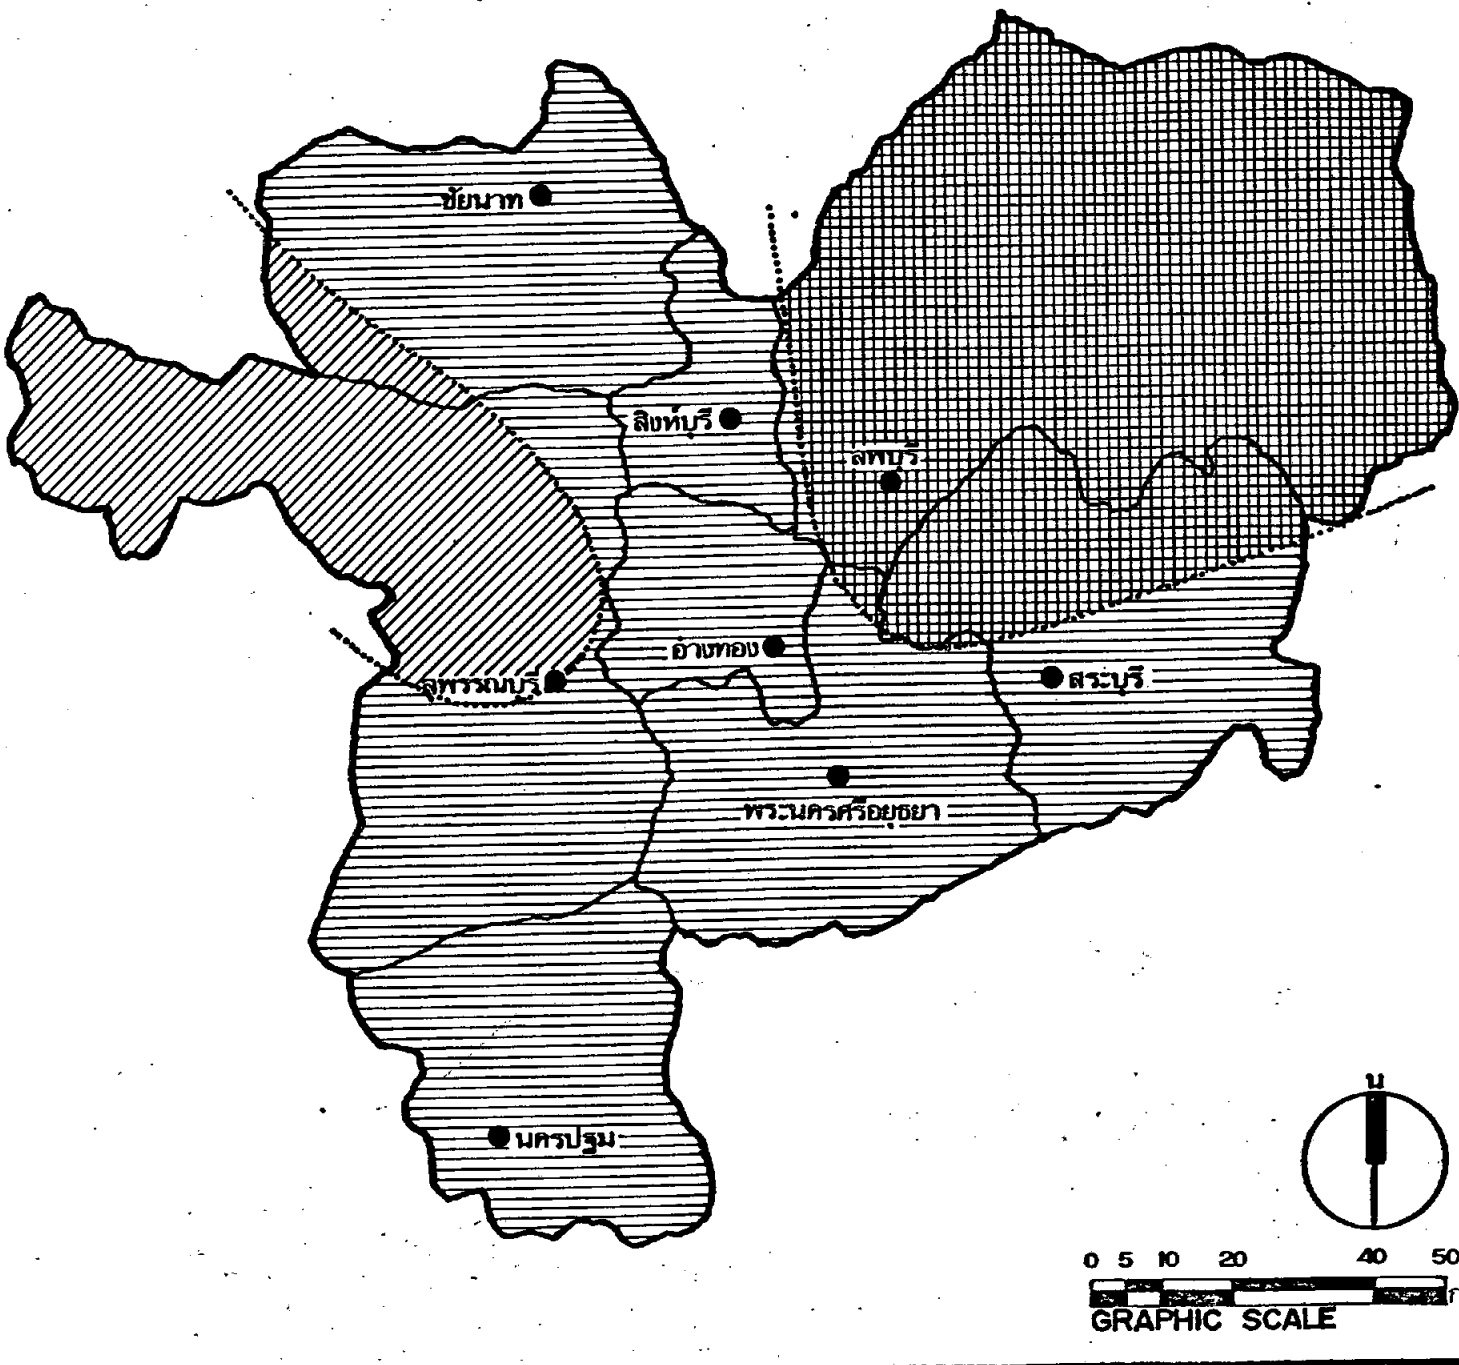 ชัยนาท
สิงห์บุรี
ลพบุรี
อ่างทอง
สุพรรณบุรี
สระบุรี
พระนครศรีอยุธยา
นครปฐม
น
0 5 10 20 40 50
GRAPHIC SCALE